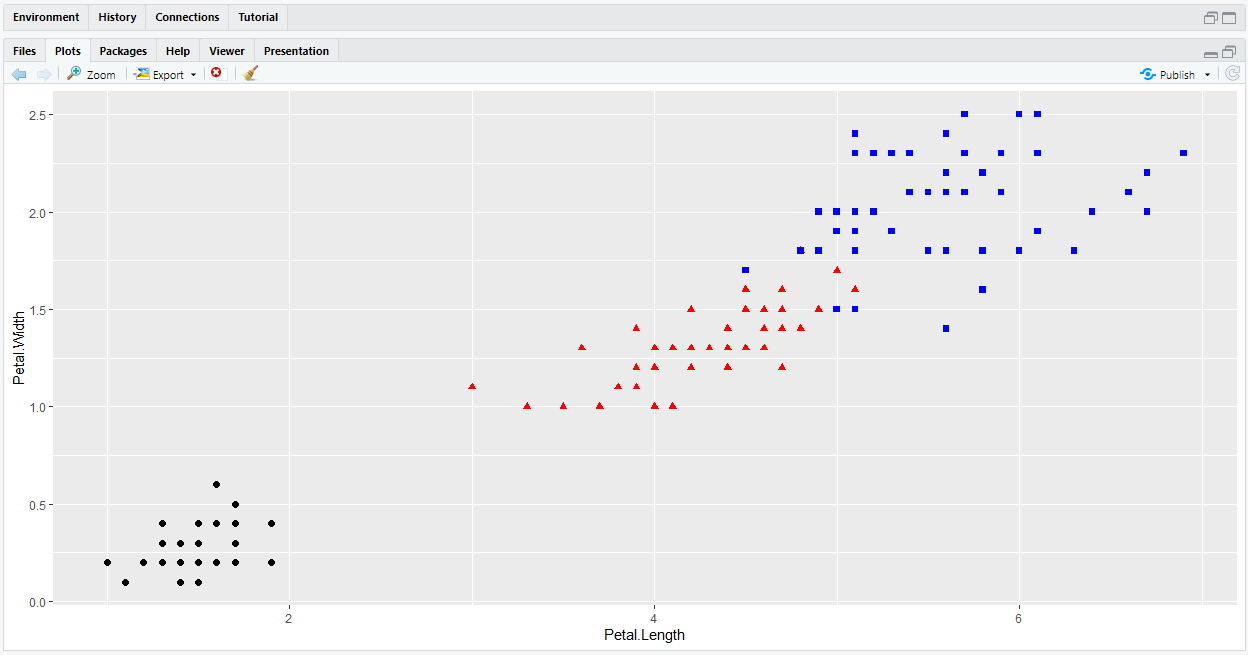 Environment History Connections Tutorial
Files Plots Packages Help Viewer Presentation
Zoom Export Publish
Petal.Width
2.5
2.0
1.5
1.0
0.5
0.0
2 4 6
Petal.Length